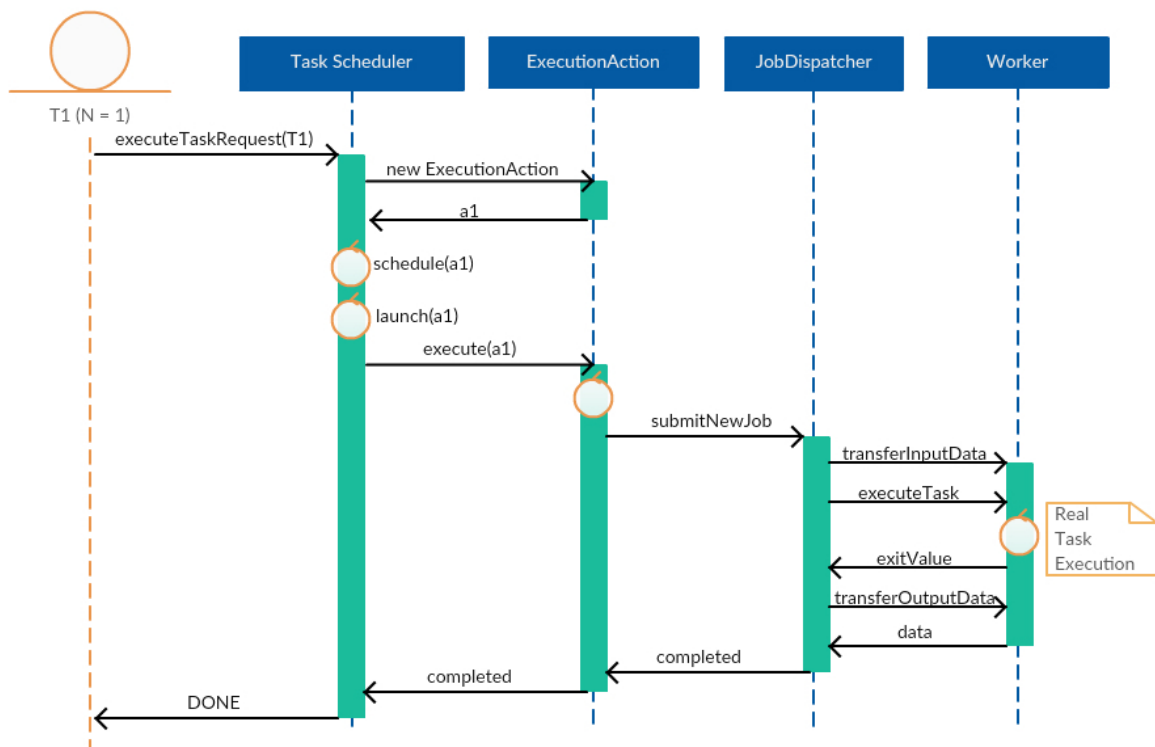 Task Scheduler
ExecutionAction
JobDispatcher
Worker
T1 (N = 1)
executeTaskRequest(T1)
new ExecutionAction
a1
schedule(a1)
launch(a1)
execute(a1)
submitNewJob
transferInputData
executeTask
Real
Task
Execution
exitValue
transferOutputData
data
completed
completed
DONE